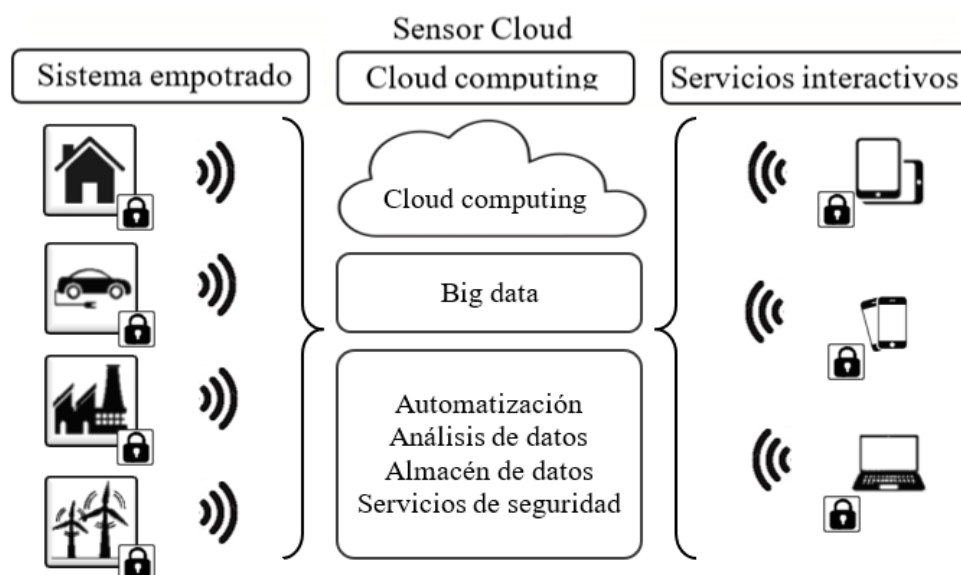 Sensor Cloud
Sistema empotrado
Cloud computing
Servicios interactivos
Cloud computing
Big data
Automatización
Análisis de datos
Almacén de datos
Servicios de seguridad